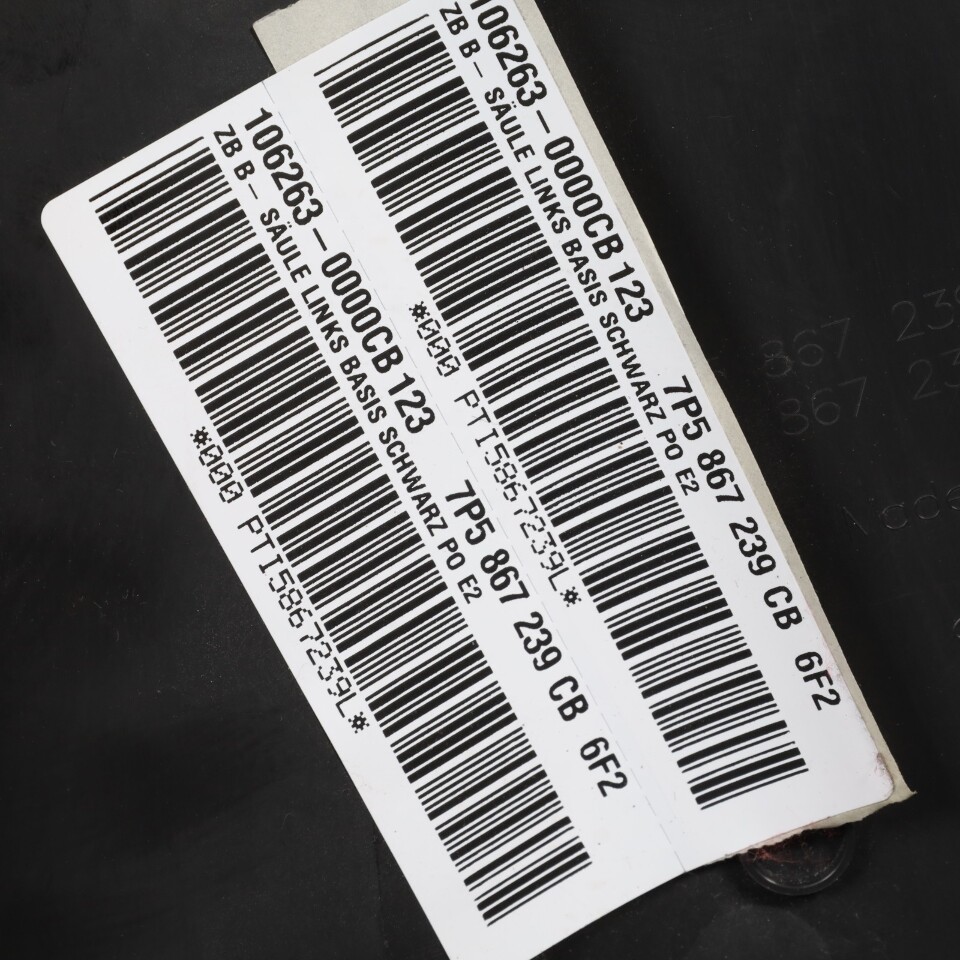 106263-0000CB 123 7P5 867 239 CB 6F2
ZB B- SÄULE LINKS BASIS SCHWARZ PO E2
*000 PTI5867239L*
106263-0000CB 123 7P5 867 239 CB 6F2
ZB B- SÄULE LINKS BASIS SCHWARZ PO E2
*000 PTI5867239L*
867 239
867 23